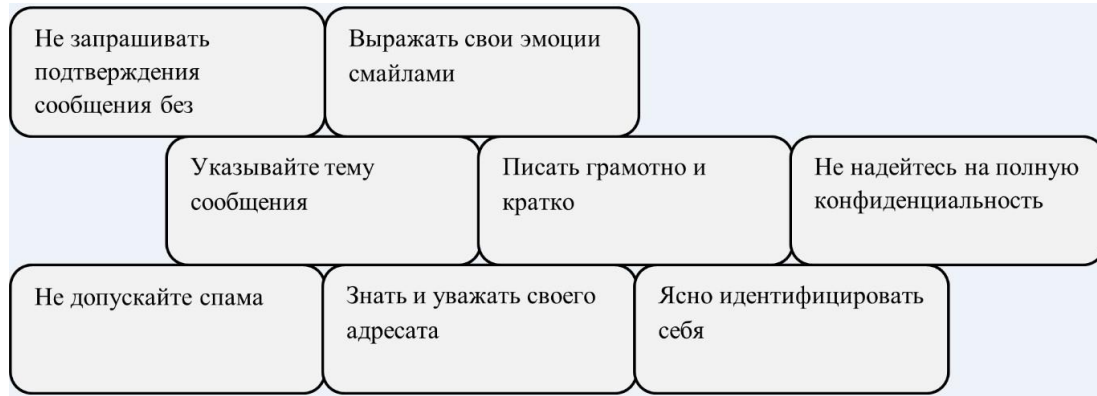 Не запрашивать
подтверждения
сообщения без
Выражать свои эмоции
смайлами
Указывайте тему
сообщения
Писать грамотно и
кратко
Не надейтесь на полную
конфиденциальность
Не допускайте спама
Знать и уважать своего
адресата
Ясно идентифицировать
себя